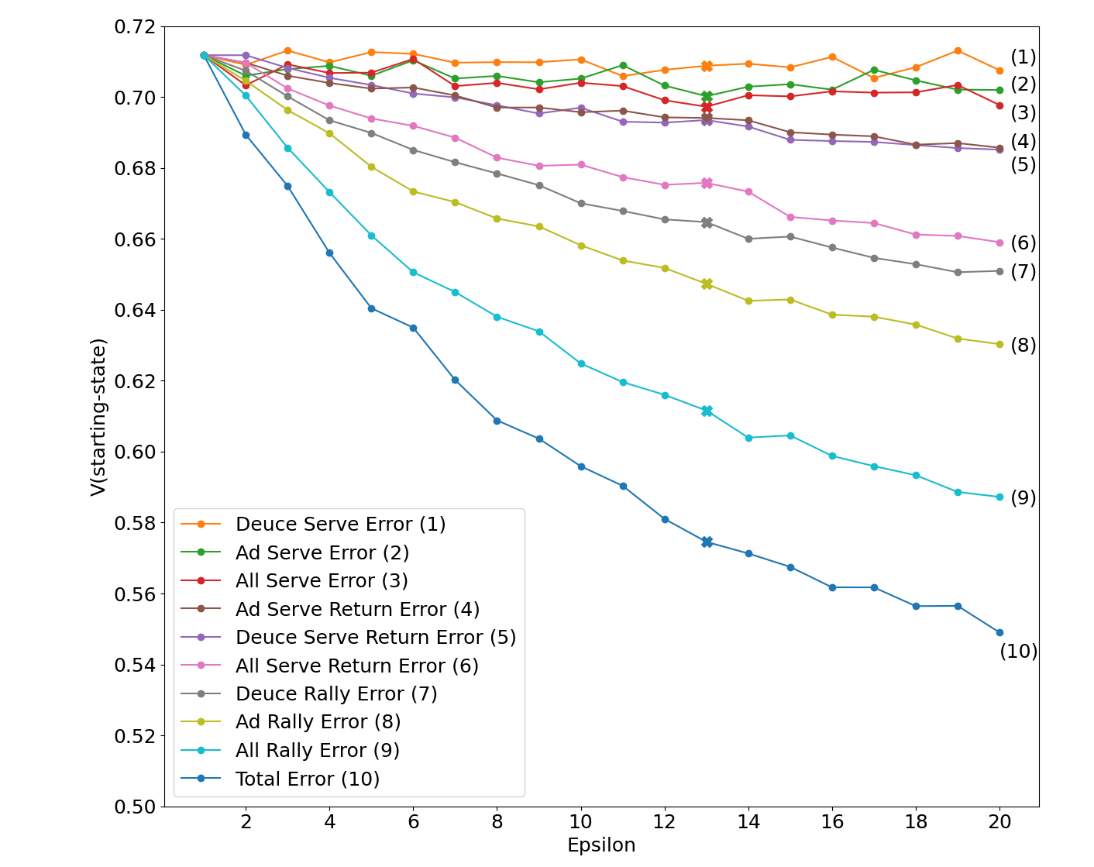 0.72
0.70
0.68
0.66
0.64
0.62
0.60
0.58
0.56
0.54
0.52
0.50
V(starting-state)
(1)
(2)
(3)
(4)
(5)
(6)
(7)
(8)
(9)
(10)
Deuce Serve Error (1)
Ad Serve Error (2)
All Serve Error (3)
Ad Serve Return Error (4)
Deuce Serve Return Error (5)
All Serve Return Error (6)
Deuce Rally Error (7)
Ad Rally Error (8)
All Rally Error (9)
Total Error (10)
2 4 6 8 10 12 14 16 18 20
Epsilon